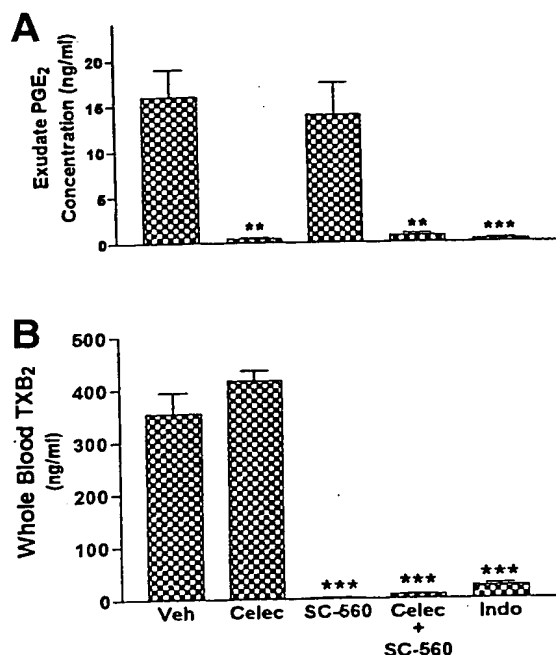 A
Exudate PGE2
Concentration (ng/ml)
20
15
10
5
0
**
**
***
B
Whole Blood TXB2
(ng/ml)
500
400
300
200
100
0
***
***
***
Veh
Celec
SC-560
Celec
+
SC-560
Indo